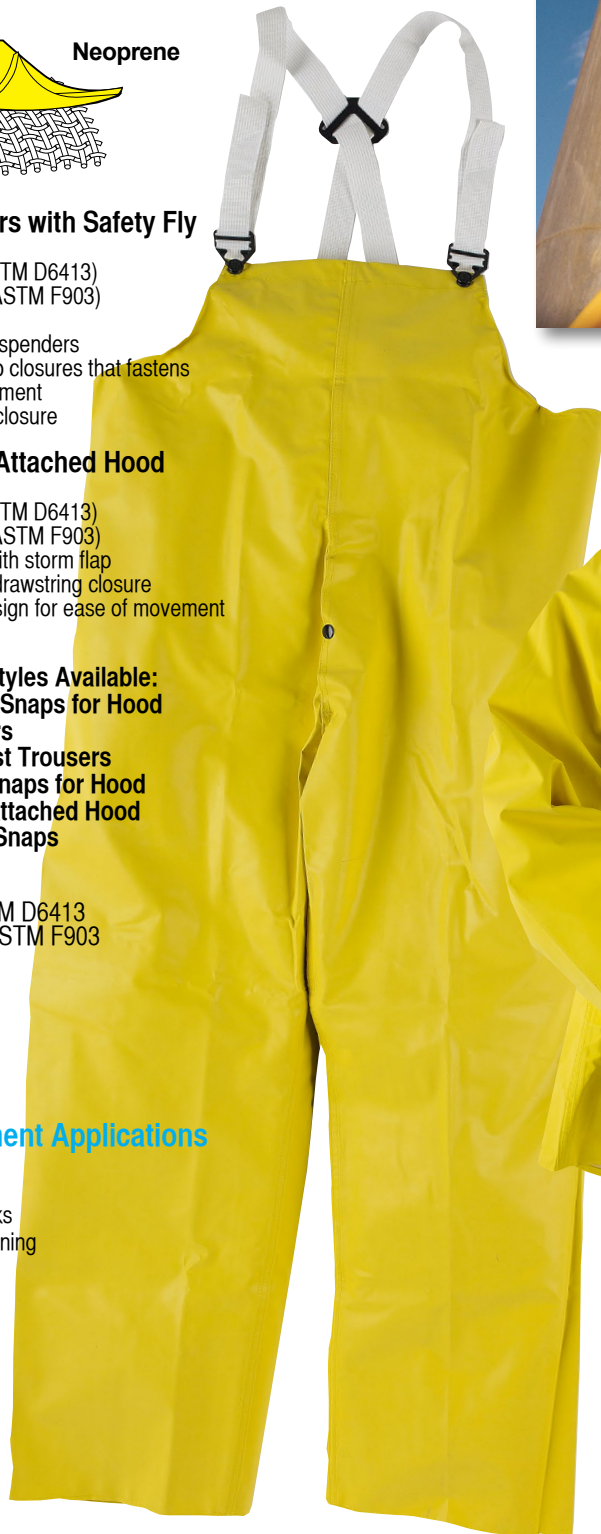 Neoprene
rs with Safety Fly
TM D6413)
ASTM F903)
spenders
p closures that fastens
ment
closure
Attached Hood
TM D6413)
ASTM F903)
ith storm flap
drawstring closure
sign for ease of movement
tyles Available:
Snaps for Hood
rs
st Trousers
naps for Hood
ttached Hood
Snaps
M D6413
STM F903
ment Applications
ks
ning